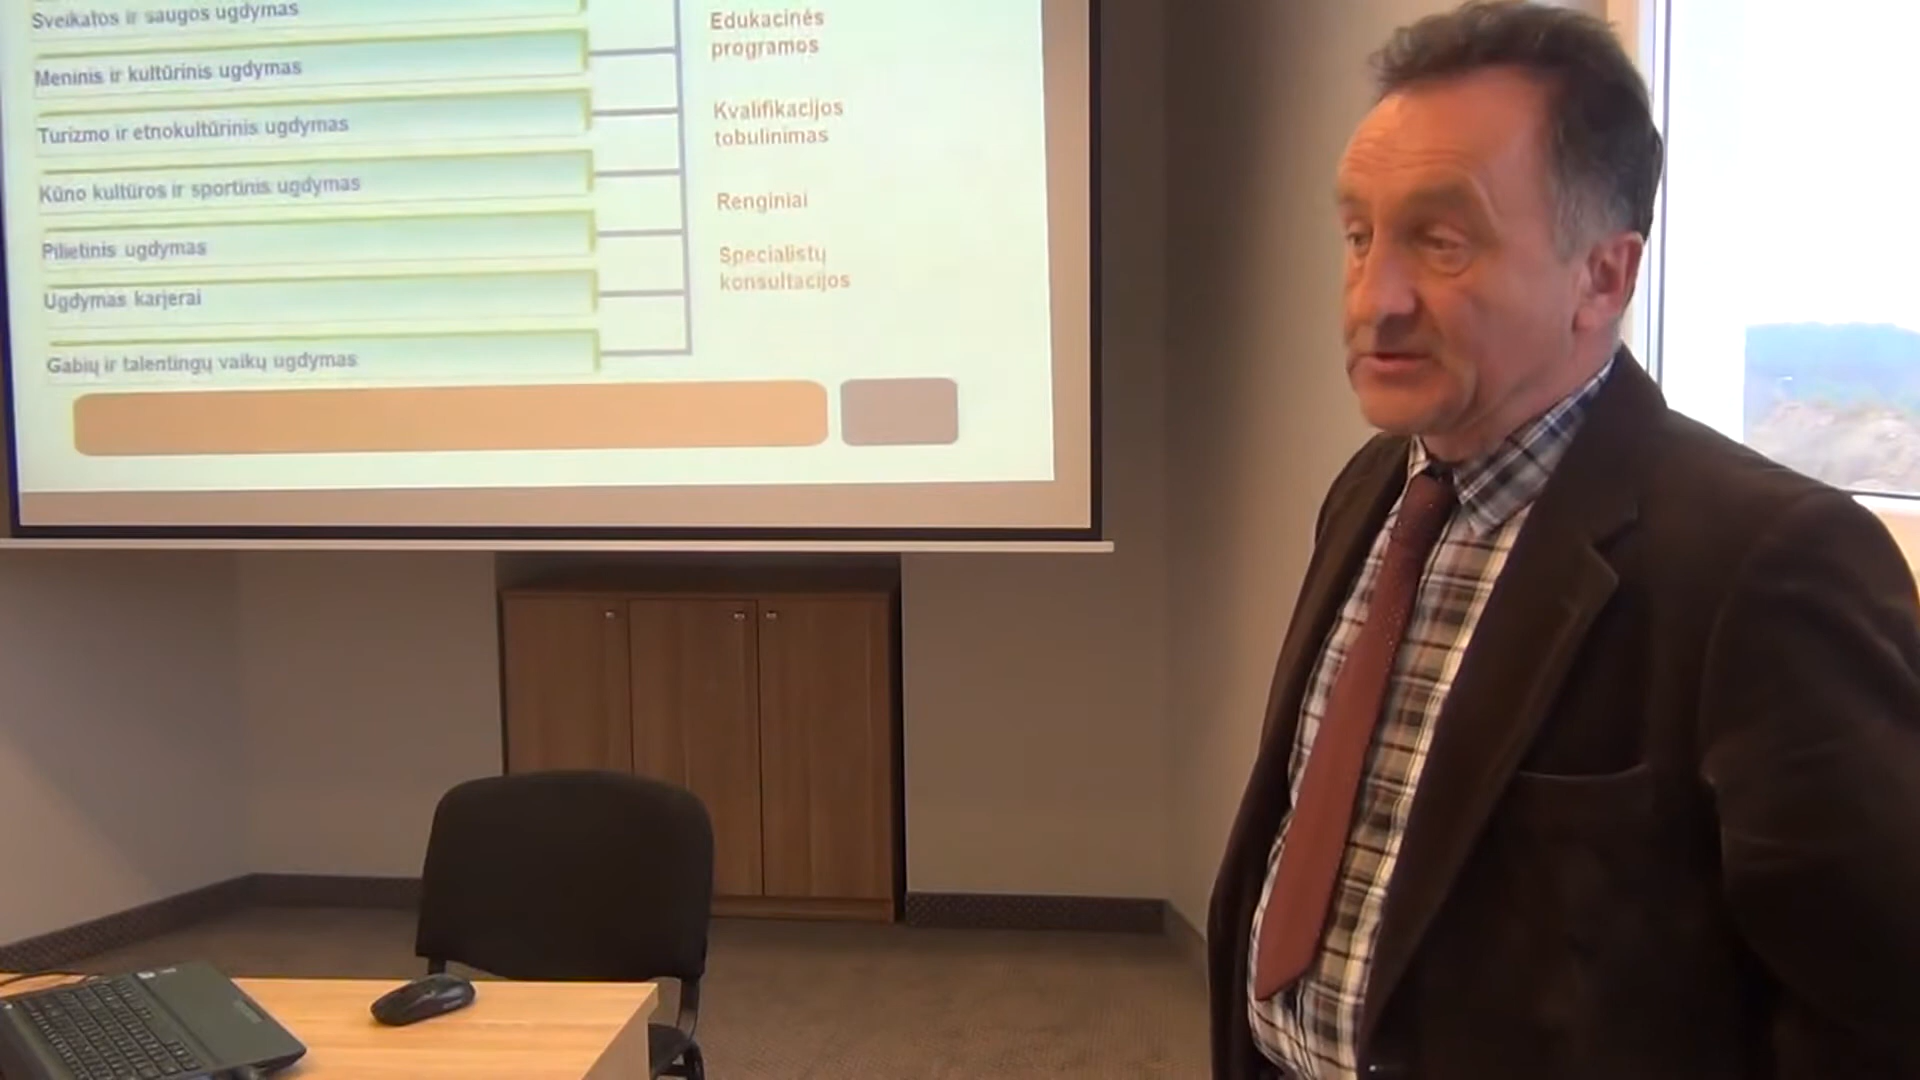 Sveikatos ir saugos ugdymas
Meninis ir kultūrinis ugdymas
Turizmo ir etnokultūrinis ugdymas
Kūno kultūros ir sportinis ugdymas
Pilietinis ugdymas
Ugdymas karjerai
Gabių ir talentingų vaikų ugdymas
Edukacinės
programos
Kvalifikacijos
tobulinimas
Renginiai
Specialistų
konsultacijos